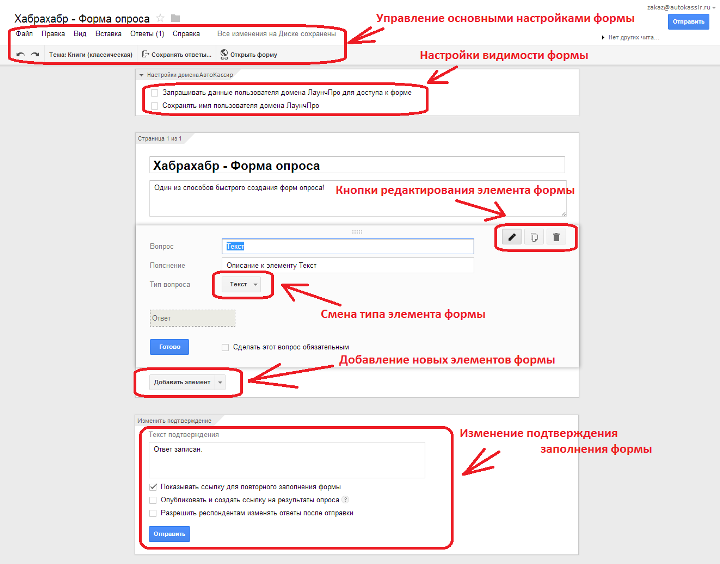 Хабрахабр - Форма опроса
zakaz@autokassir.ru
Управление основными настройками формы
Отправить
Файл Правка Вид Вставка Ответы (1) Справка Все изменения на Диске сохранены
Нет других чита...
Тема: Книги (классическая) Сохранять ответы... Открыть форму
Настройки видимости формы
Настройки домена АвтоКассир
Запрашивать данные пользователя домена ЛаунчПро для доступа к форме
Сохранять имя пользователя домена ЛаунчПро
Страница 1 из 1
Хабрахабр - Форма опроса
Один из способов быстрого создания форм опроса!
Кнопки редактирования элемента формы
Вопрос Текст
Пояснение Описание к элементу Текст
Тип вопроса Текст
Смена типа элемента формы
Ответ
Готово Сделать этот вопрос обязательным
Добавление новых элементов формы
Добавить элемент
Изменить подтверждение
Текст подтверждения
Изменение подтверждения
заполнения формы
Ответ записан.
Показывать ссылку для повторного заполнения формы
Опубликовать и создать ссылку на результаты опроса ?
Разрешить респондентам изменять ответы после отправки
Отправить